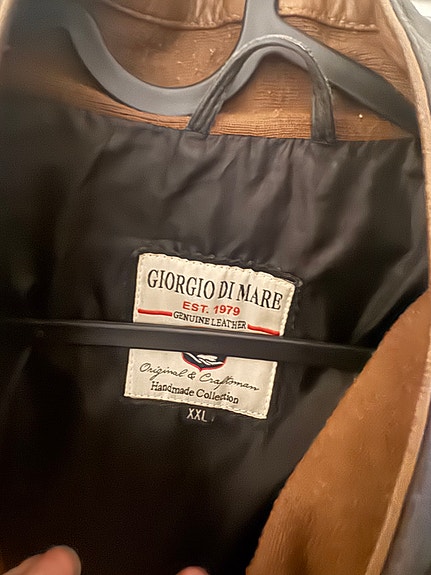 GIORGIO DI MARE
EST. 1979
GENUINE LEATHER
Original & Craftsman
Handmade Collection
XXL